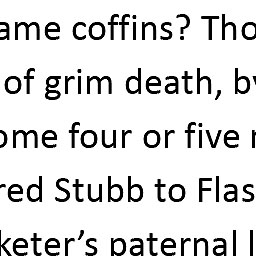 ame coffins? Tho
of grim death, b
ome four or five
red Stubb to Flas
keter’s paternal l